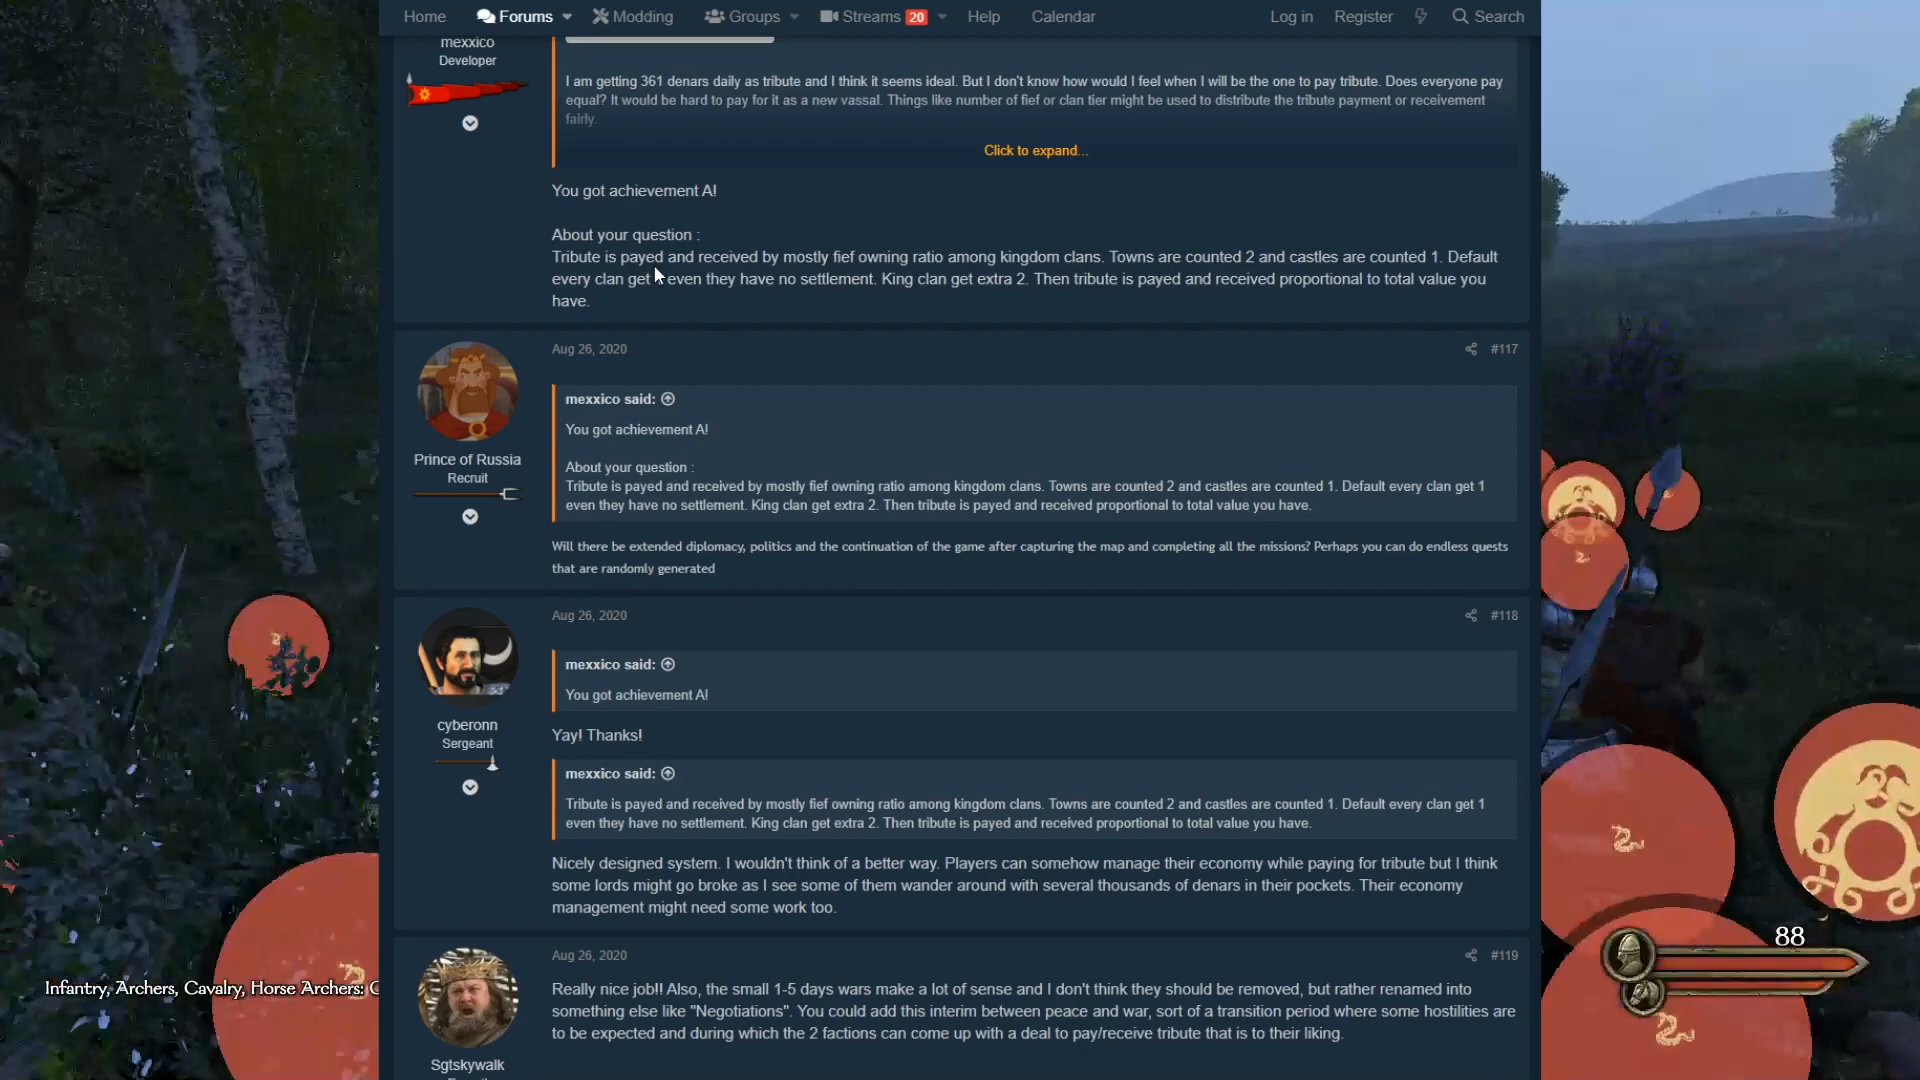 Home Forums Modding Groups Streams 20 Help Calendar Log in Register Search
mexxico
Developer
I am getting 361 denars daily as tribute and I think it seems ideal. But I don't know how would I feel when I will be the one to pay tribute. Does everyone pay
equal? It would be hard to pay for it as a new vassal. Things like number of fief or clan tier might be used to distribute the tribute payment or receivement
fairly.
Click to expand...
You got achievement A!
About your question :
Tribute is payed and received by mostly fief owning ratio among kingdom clans. Towns are counted 2 and castles are counted 1. Default
every clan get even they have no settlement. King clan get extra 2. Then tribute is payed and received proportional to total value you
have.
Aug 26, 2020 #117
Prince of Russia
Recruit
mexxico said:
You got achievement A!
About your question :
Tribute is payed and received by mostly fief owning ratio among kingdom clans. Towns are counted 2 and castles are counted 1. Default every clan get 1
even they have no settlement. King clan get extra 2. Then tribute is payed and received proportional to total value you have.
Will there be extended diplomacy, politics and the continuation of the game after capturing the map and completing all the missions? Perhaps you can do endless quests
that are randomly generated
Aug 26, 2020 #118
cyberonn
Sergeant
mexxico said:
You got achievement A!
Yay! Thanks!
mexxico said:
Tribute is payed and received by mostly fief owning ratio among kingdom clans. Towns are counted 2 and castles are counted 1. Default every clan get 1
even they have no settlement. King clan get extra 2. Then tribute is payed and received proportional to total value you have.
Nicely designed system. I wouldn't think of a better way. Players can somehow manage their economy while paying for tribute but I think
some lords might go broke as I see some of them wander around with several thousands of denars in their pockets. Their economy
management might need some work too.
Aug 26, 2020 #119
Sgtskywalk
Really nice job!! Also, the small 1-5 days wars make a lot of sense and I don't think they should be removed, but rather renamed into
something else like "Negotiations". You could add this interim between peace and war, sort of a transition period where some hostilities are
to be expected and during which the 2 factions can come up with a deal to pay/receive tribute that is to their liking.
Infantry, Archers, Cavalry, Horse Archers:
88